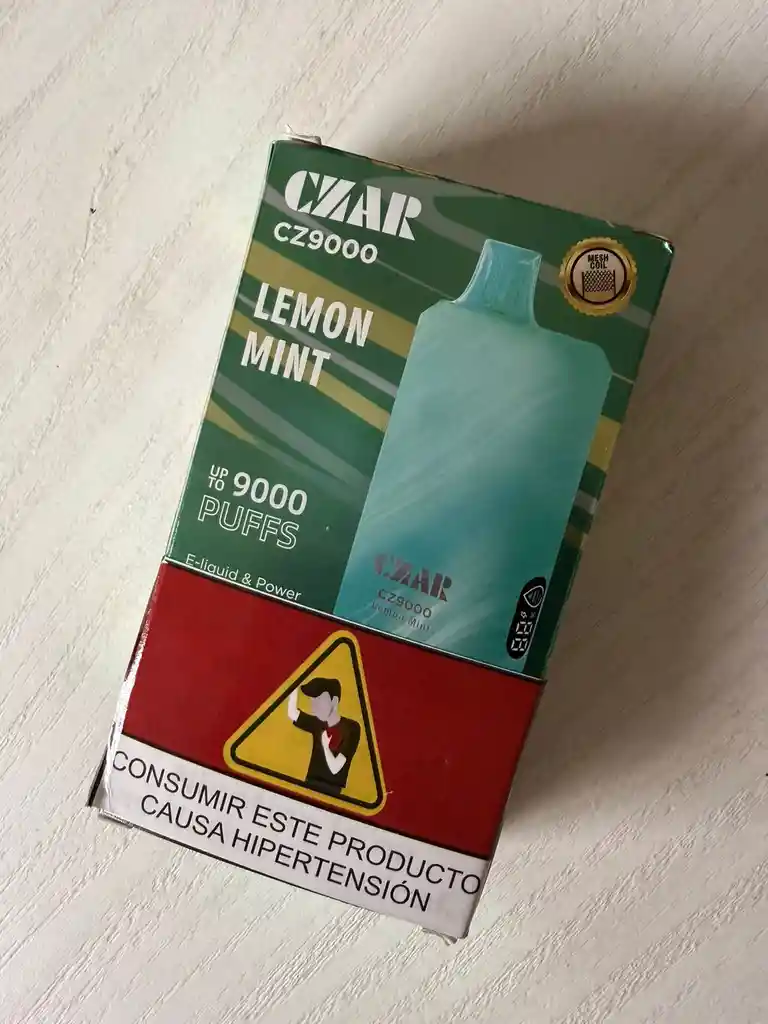 CZAR
CZ9000
MESH
COIL
LEMON
MINT
UP
TO 9000
PUFFS
E-liquid & Power
CZAR
CZ9000
Lemon Mint
CONSUMIR ESTE PRODUCTO
CAUSA HIPERTENSIÓN